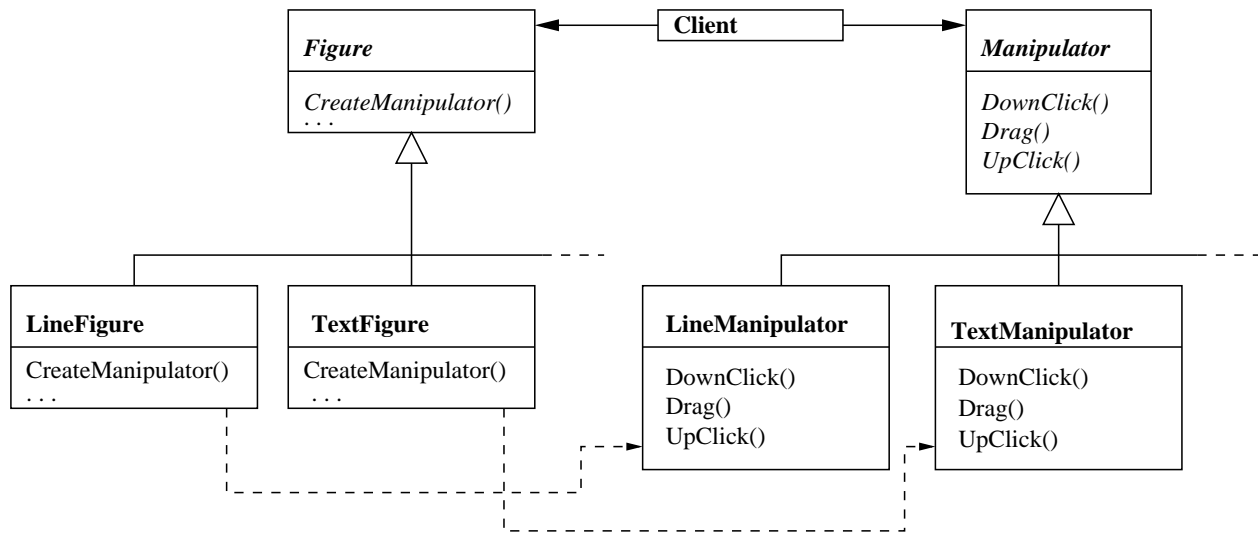 Client
Figure
CreateManipulator()
. . .
Manipulator
DownClick()
Drag()
UpClick()
LineFigure
CreateManipulator()
. . .
TextFigure
CreateManipulator()
. . .
LineManipulator
DownClick()
Drag()
UpClick()
TextManipulator
DownClick()
Drag()
UpClick()